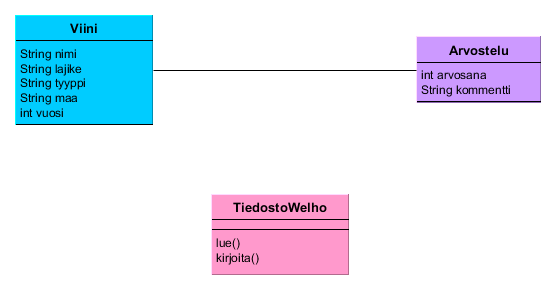 Viini
String nimi
String lajike
String tyyppi
String maa
int vuosi
Arvostelu
int arvosana
String kommentti
TiedostoWelho
lue()
kirjoita()